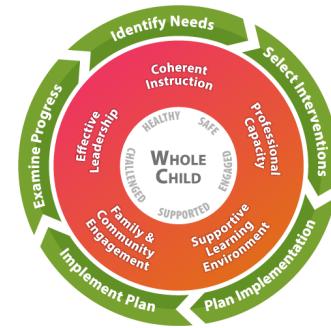 Identify Needs
Select Interventions
Plan Implementation
Implement Plan
Examine Progress
Coherent
Instruction
Professional
Capacity
Supportive
Learning
Environment
Family &
Community
Engagement
Effective
Leadership
HEALTHY
SAFE
ENGAGED
SUPPORTED
CHALLENGED
WHOLE
CHILD